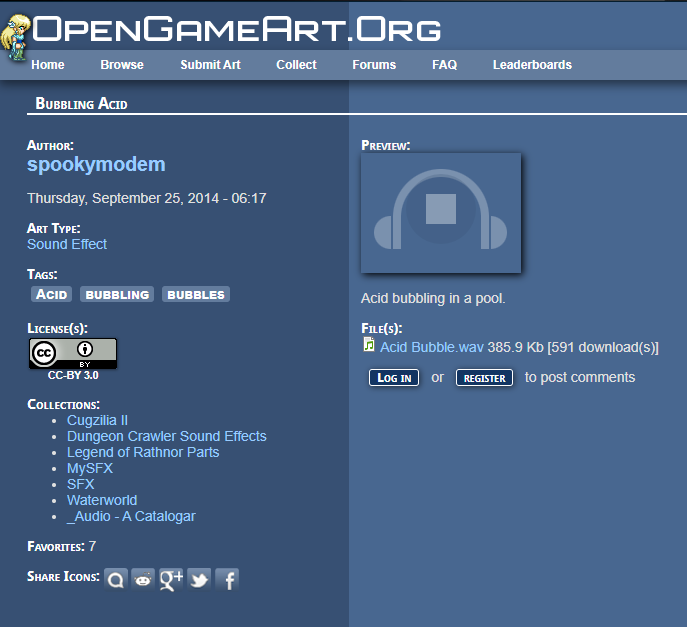 OpenGameArt.Org
Home Browse Submit Art Collect Forums FAQ Leaderboards
Bubbling Acid
Author:
spookymodem
Thursday, September 25, 2014 - 06:17
Art Type:
Sound Effect
Tags:
Acid bubbling bubbles
License(s):
cc BY
CC-BY 3.0
Collections:
Cugzilia II
Dungeon Crawler Sound Effects
Legend of Rathnor Parts
MySFX
SFX
Waterworld
_Audio - A Catalogar
Favorites: 7
Share Icons: g+ f
Preview:
Acid bubbling in a pool.
File(s):
Acid Bubble.wav 385.9 Kb [591 download(s)]
Log in or register to post comments